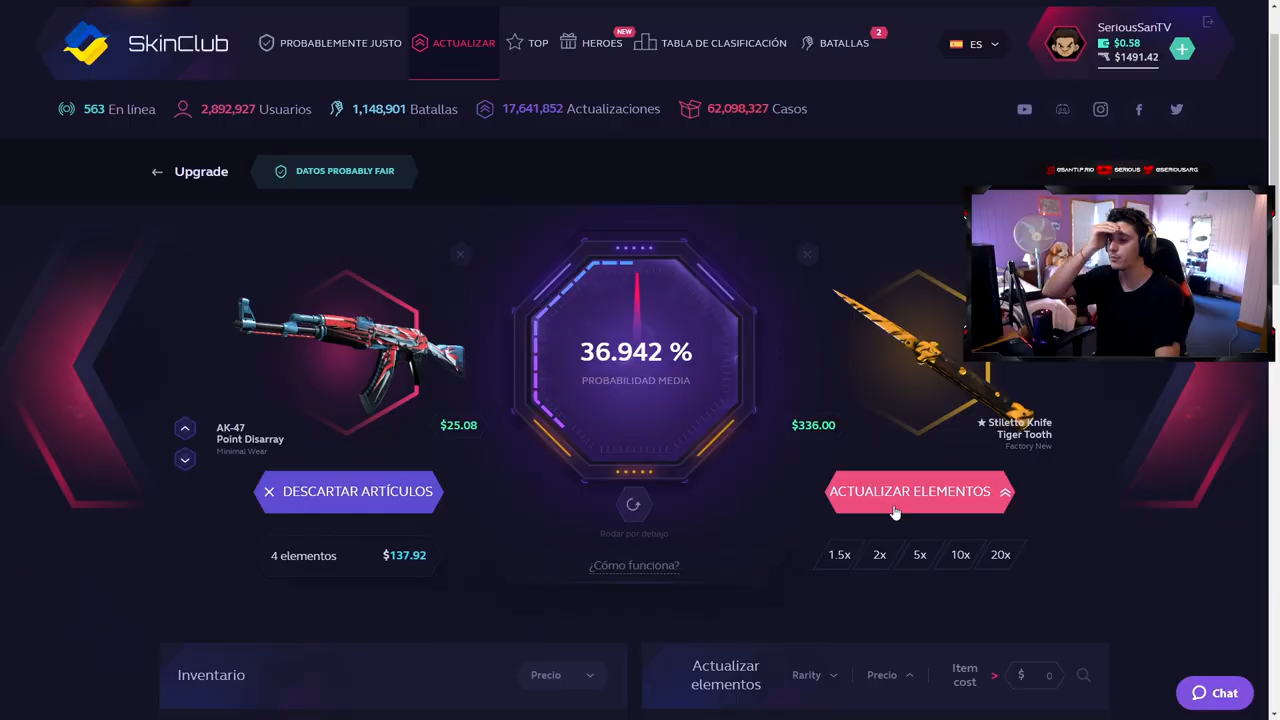 SkinClub
PROBABLEMENTE JUSTO
ACTUALIZAR
TOP
HEROES
NEW
TABLA DE CLASIFICACIÓN
BATALLAS
2
ES
SeriousSanTV
$0.58
$1491.42
563 En línea
2,892,927 Usuarios
1,148,901 Batallas
17,641,852 Actualizaciones
62,098,327 Casos
← Upgrade
DATOS PROBABLY FAIR
@SANTI.P.RIO
SERIOUS
@SERIOUSARG
36.942 %
PROBABILIDAD MEDIA
AK-47
Point Disarray
Minimal Wear
$25.08
$336.00
★ Stiletto Knife
Tiger Tooth
Factory New
DESCARTAR ARTÍCULOS
ACTUALIZAR ELEMENTOS
Rodar por debajo
4 elementos
$137.92
¿Cómo funciona?
1.5x
2x
5x
10x
20x
Inventario
Precio
Actualizar
elementos
Rarity
Precio
Item
cost
>
$ 0
Chat